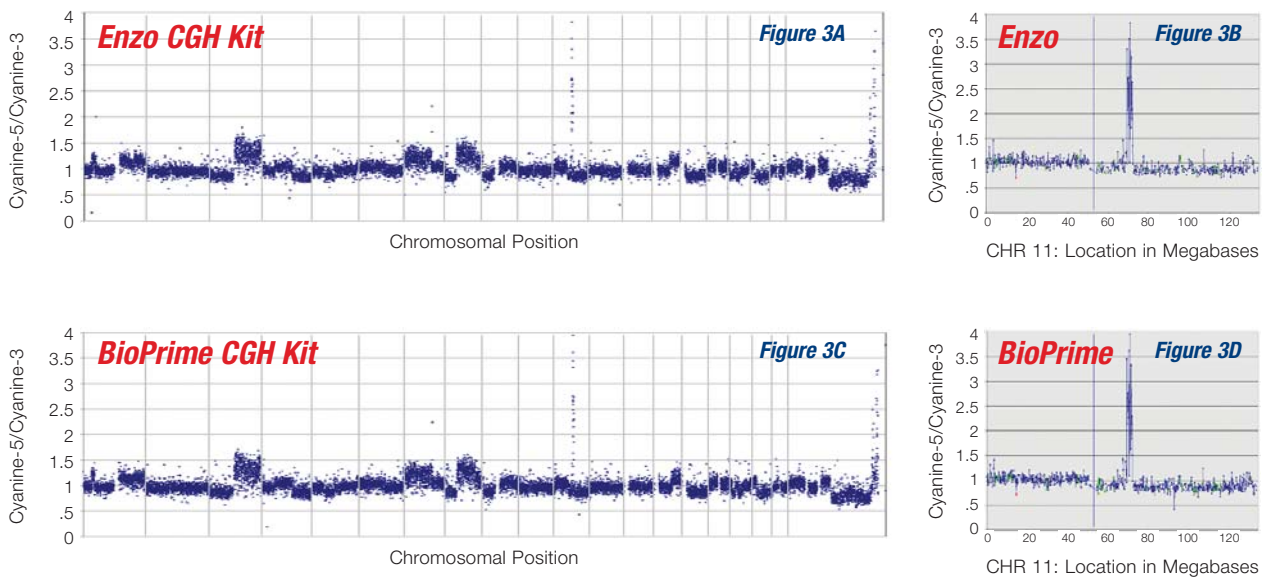 Enzo CGH Kit
Figure 3A
Cyanine-5/Cyanine-3
4
3.5
3
2.5
2
1.5
1
0.5
0
Chromosomal Position
Enzo
Figure 3B
Cyanine-5/Cyanine-3
4
3.5
3
2.5
2
1.5
1
0.5
0
0 20 40 60 80 100 120
CHR 11: Location in Megabases
BioPrime CGH Kit
Figure 3C
Cyanine-5/Cyanine-3
4
3.5
3
2.5
2
1.5
1
.5
0
Chromosomal Position
BioPrime
Figure 3D
Cyanine-5/Cyanine-3
4
3.5
3
2.5
2
1.5
1
.5
0
0 20 40 60 80 100 120
CHR 11: Location in Megabases